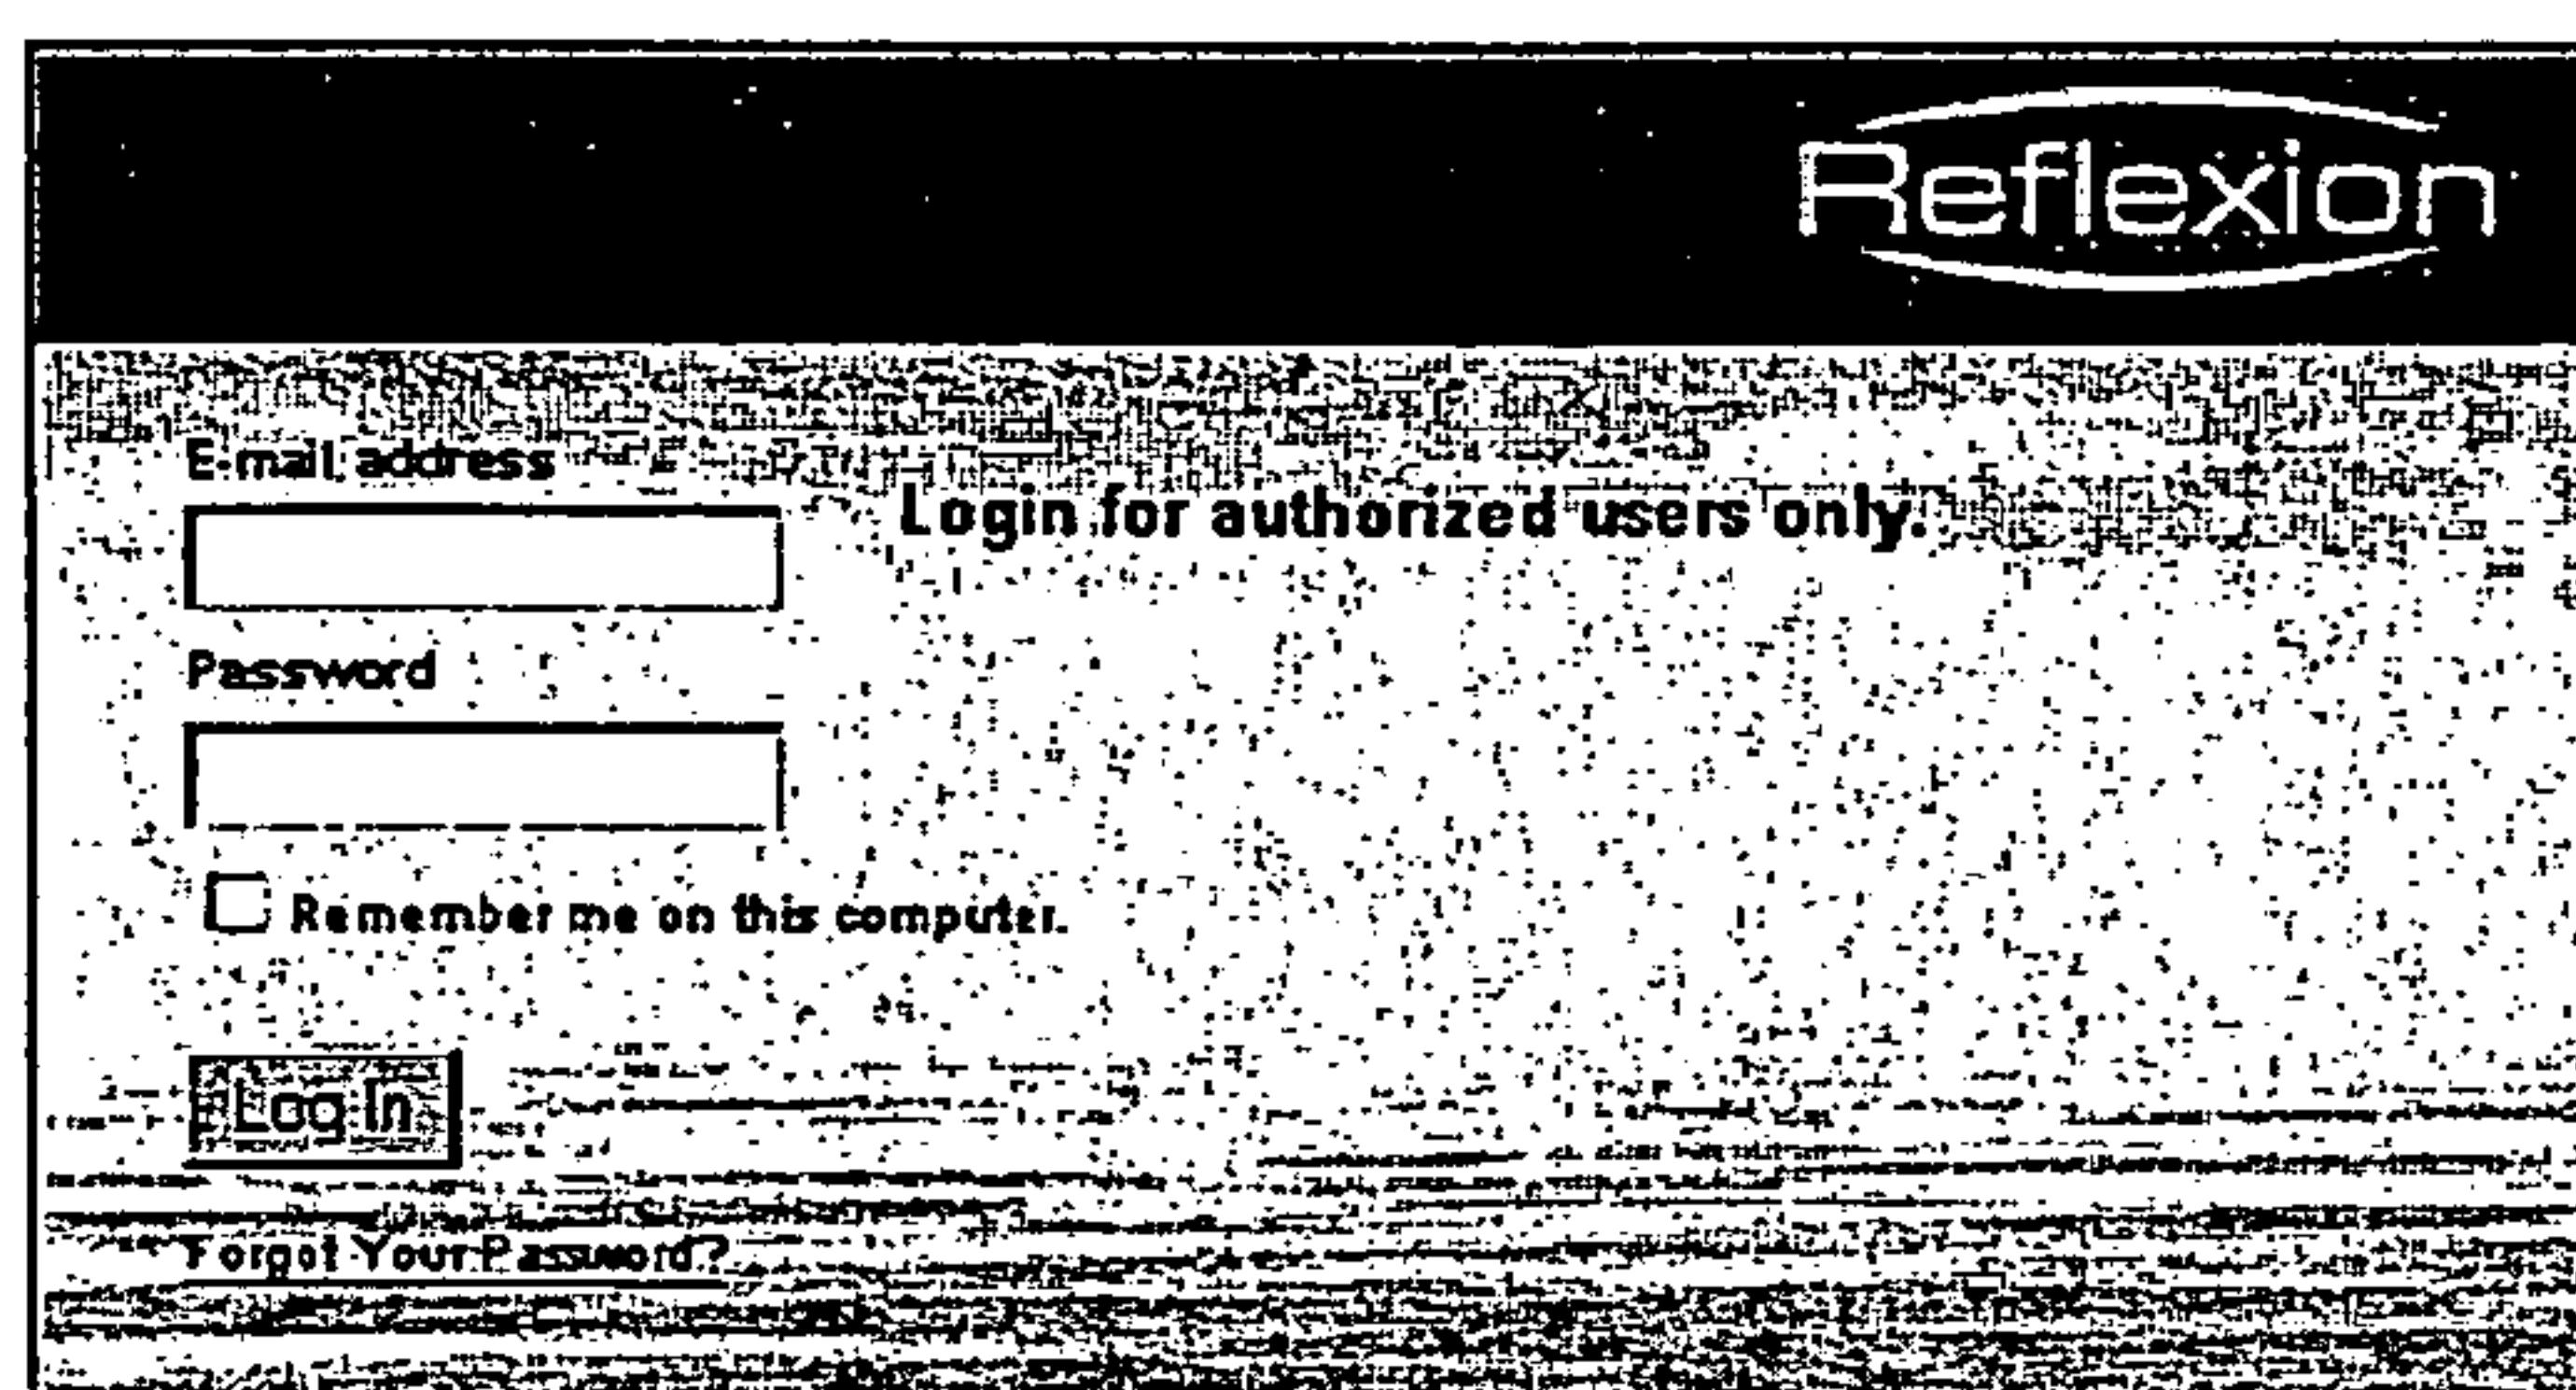 Reflexion
E-mail address
Login for authorized users only.
Password
Remember me on this computer.
Log In
Forgot Your Password?